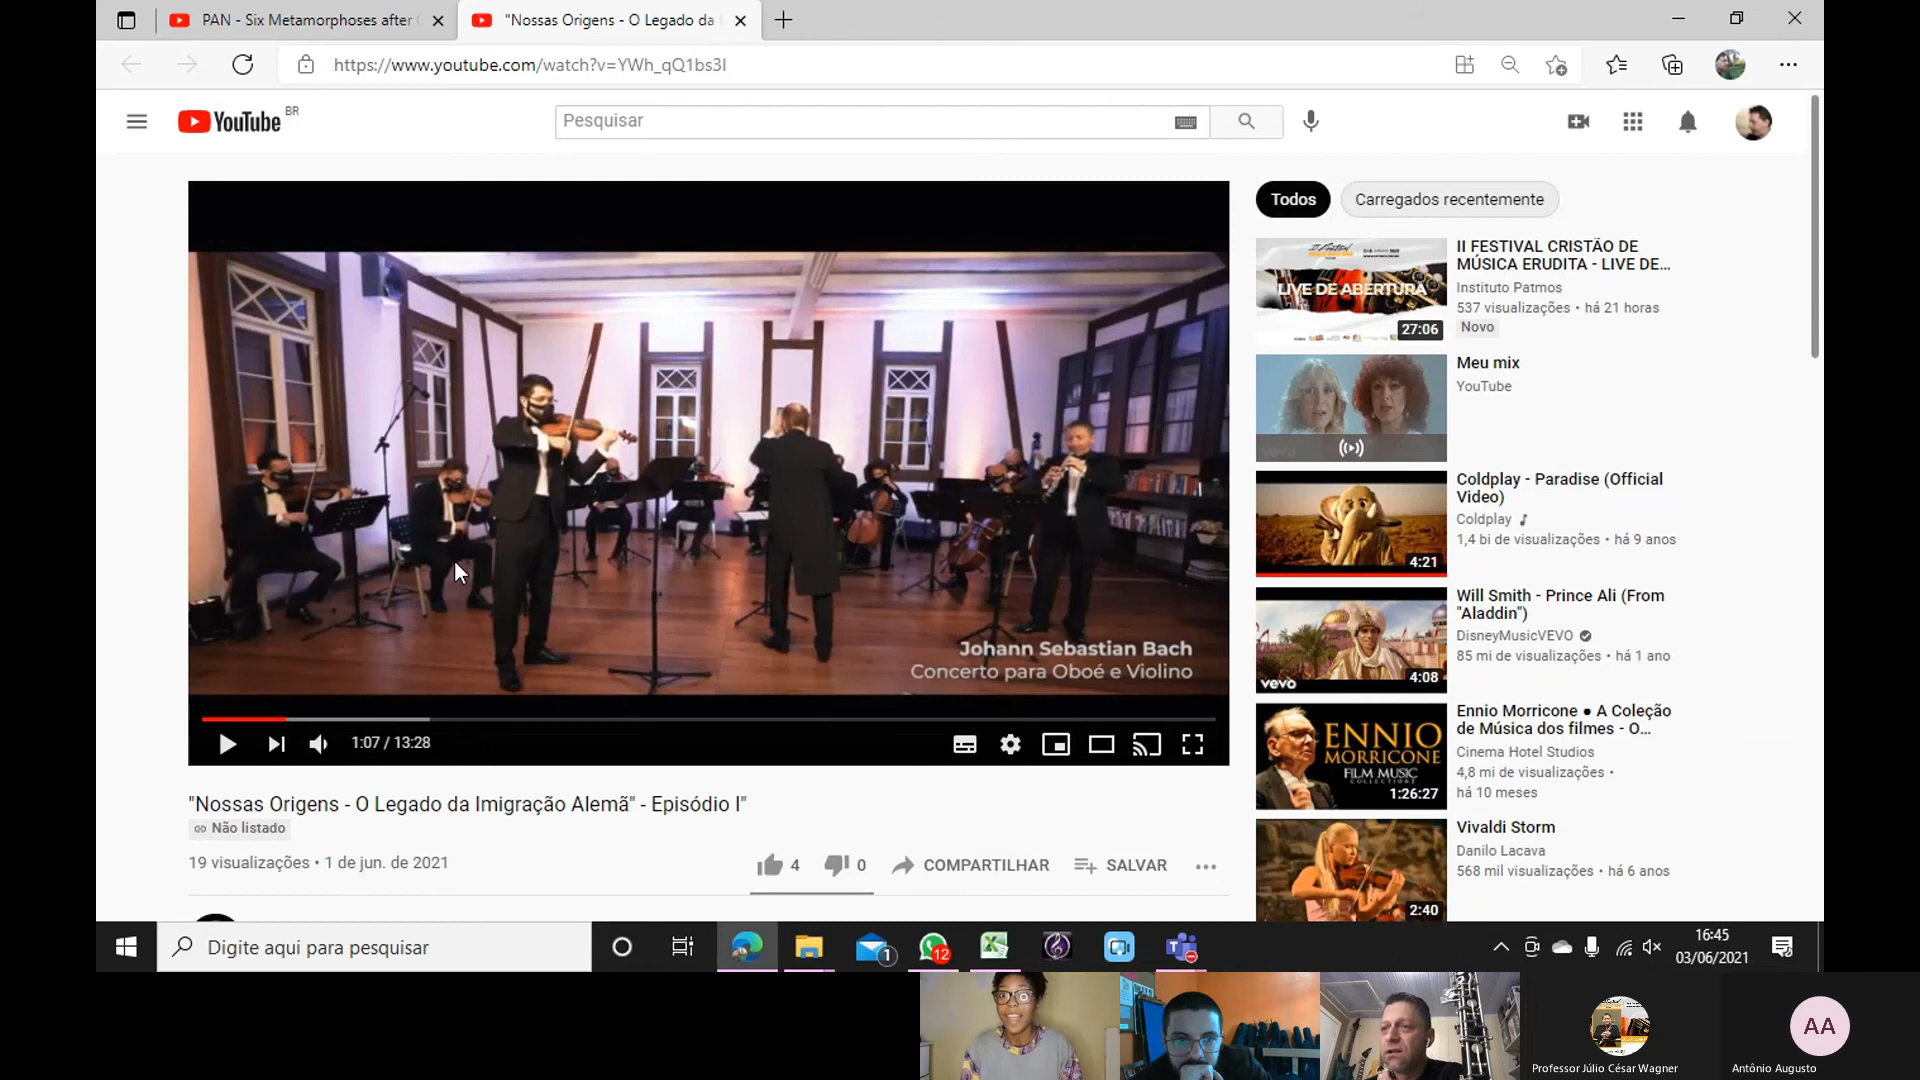 PAN - Six Metamorphoses after
"Nossas Origens - O Legado da
https://www.youtube.com/watch?v=YWh_qQ1bs3I
YouTube BR
Pesquisar
Johann Sebastian Bach
Concerto para Oboé e Violino
1:07 / 13:28
"Nossas Origens - O Legado da Imigração Alemã" - Episódio I"
Não listado
19 visualizações • 1 de jun. de 2021
4
0
COMPARTILHAR
SALVAR
Todos
Carregados recentemente
LIVE DE ABERTURA
27:06
II FESTIVAL CRISTÃO DE
MÚSICA ERUDITA - LIVE DE...
Instituto Patmos
537 visualizações • há 21 horas
Novo
Meu mix
YouTube
vevo
4:21
Coldplay - Paradise (Official
Video)
Coldplay
1,4 bi de visualizações • há 9 anos
vevo
4:08
Will Smith - Prince Ali (From
"Aladdin")
DisneyMusicVEVO
85 mi de visualizações • há 1 ano
ENNIO
MORRICONE
FILM MUSIC
1:26:27
Ennio Morricone ● A Coleção
de Música dos filmes - O...
Cinema Hotel Studios
4,8 mi de visualizações •
há 10 meses
2:40
Vivaldi Storm
Danilo Lacava
568 mil visualizações • há 6 anos
Digite aqui para pesquisar
1
12
16:45
03/06/2021
Professor Júlio César Wagner
AA
Antônio Augusto